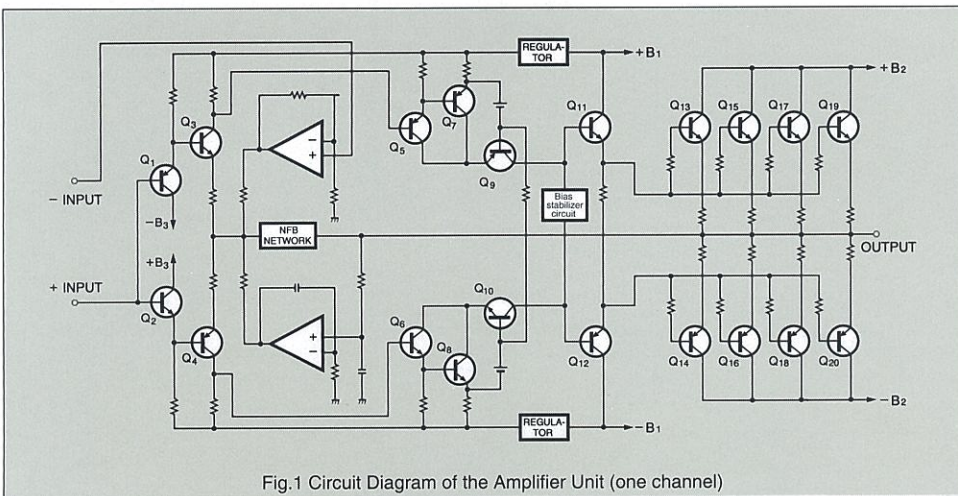 REGULA-
TOR
+B1
+B2
Q3
Q7
Q11
Q13
Q15
Q17
Q19
Q5
Q1
Q9
−
+
− INPUT
−B3
Bias
stabilizer
circuit
NFB
NETWORK
OUTPUT
+B3
+ INPUT
Q2
Q10
Q6
+
−
Q4
Q8
Q12
Q14
Q16
Q18
Q20
−B2
REGULA-
TOR
−B1
Fig.1 Circuit Diagram of the Amplifier Unit (one channel)